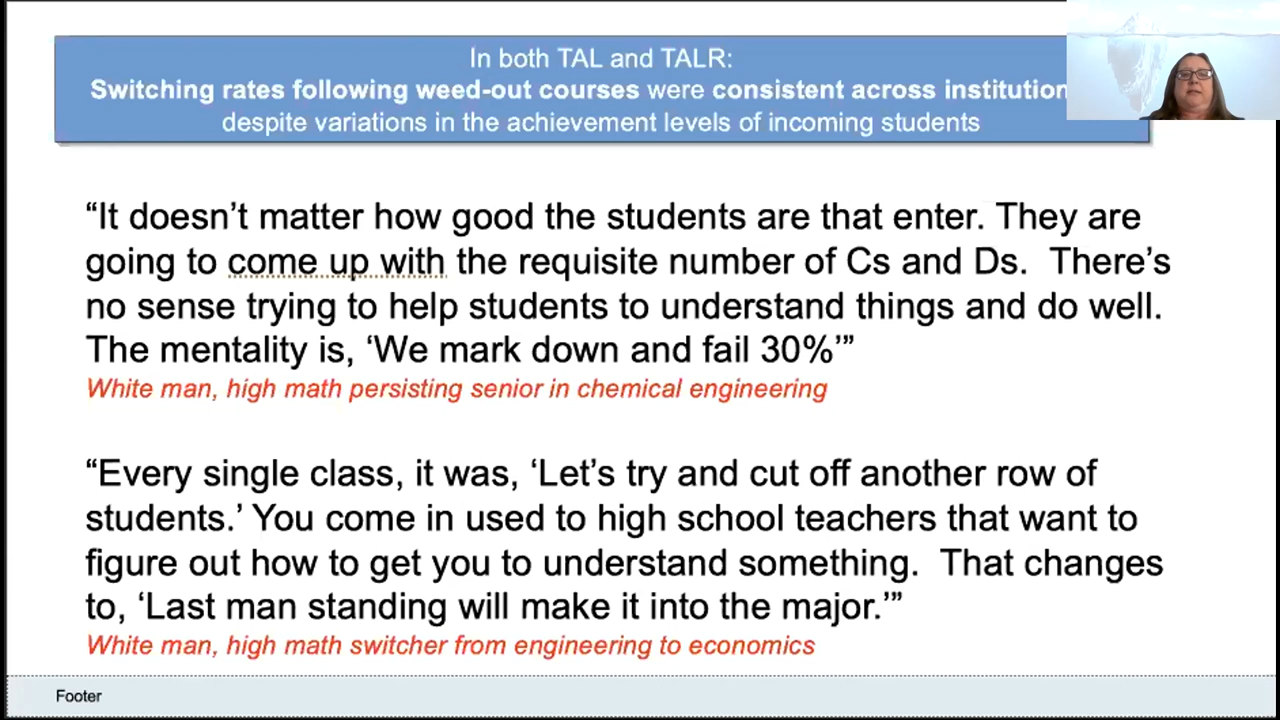 In both TAL and TALR:
Switching rates following weed-out courses were consistent across institution
despite variations in the achievement levels of incoming students
“It doesn’t matter how good the students are that enter. They are
going to come up with the requisite number of Cs and Ds.  There’s
no sense trying to help students to understand things and do well.
The mentality is, ‘We mark down and fail 30%’”
White man, high math persisting senior in chemical engineering
“Every single class, it was, ‘Let’s try and cut off another row of
students.’ You come in used to high school teachers that want to
figure out how to get you to understand something.  That changes
to, ‘Last man standing will make it into the major.’”
White man, high math switcher from engineering to economics
Footer